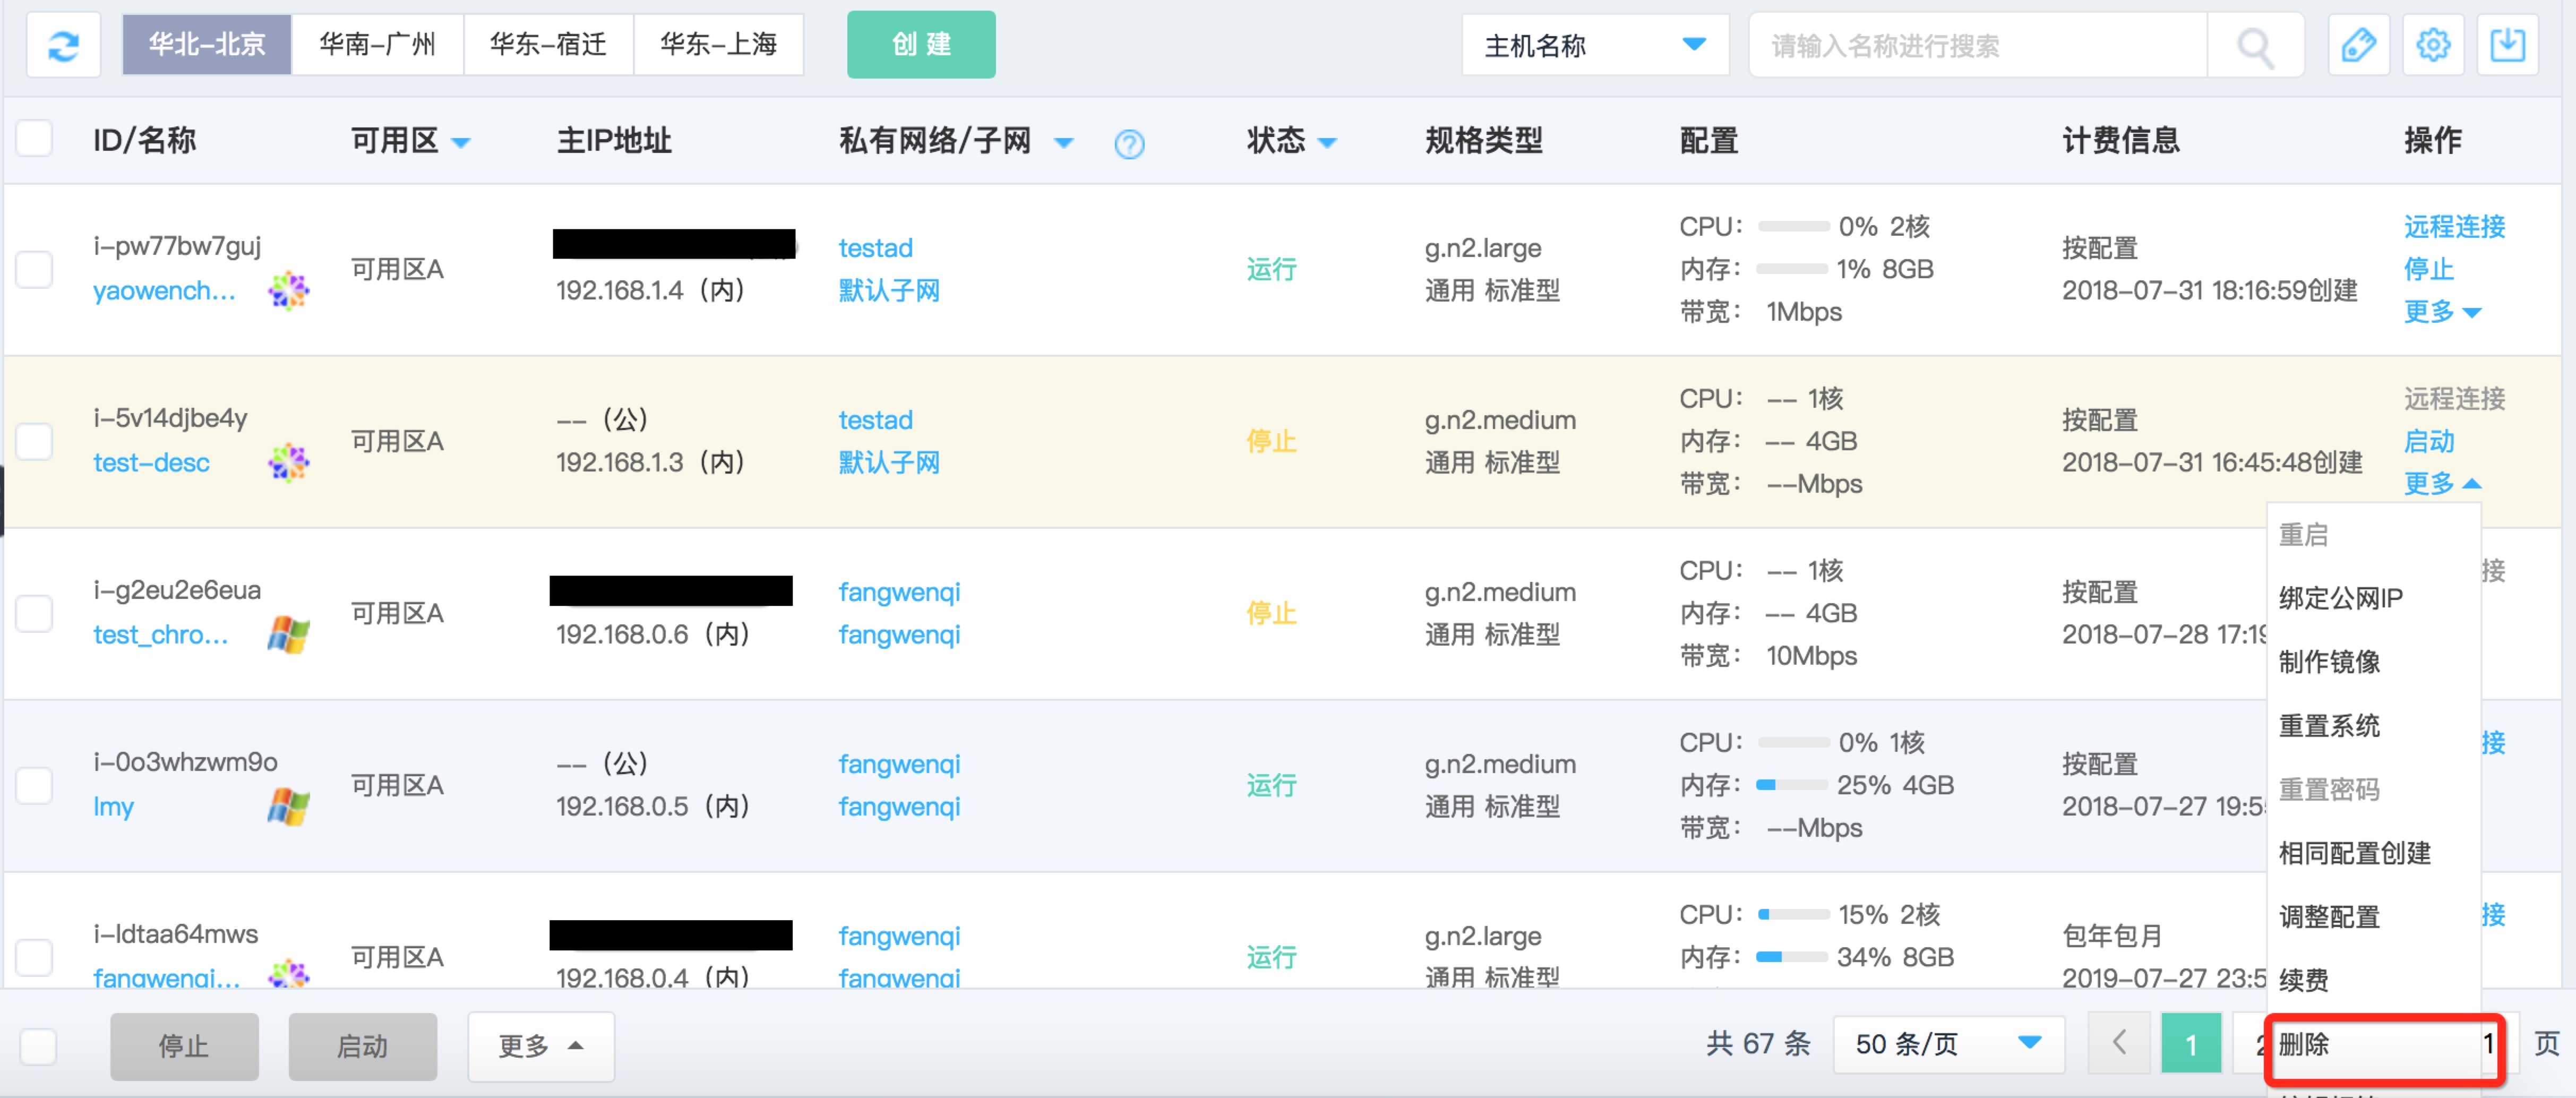 华北-北京 华南-广州 华东-宿迁 华东-上海 创 建 主机名称 请输入名称进行搜索
ID/名称 可用区 主IP地址 私有网络/子网 ? 状态 规格类型 配置 计费信息 操作
i-pw77bw7guj
yaowench...
可用区A
192.168.1.4（内）
testad
默认子网
运行
g.n2.large
通用 标准型
CPU： 0% 2核
内存： 1% 8GB
带宽： 1Mbps
按配置
2018-07-31 18:16:59创建
远程连接
停止
更多
i-5v14djbe4y
test-desc
可用区A
--（公）
192.168.1.3（内）
testad
默认子网
停止
g.n2.medium
通用 标准型
CPU： -- 1核
内存： -- 4GB
带宽： --Mbps
按配置
2018-07-31 16:45:48创建
远程连接
启动
更多
重启
绑定公网IP
制作镜像
重置系统
重置密码
相同配置创建
调整配置
续费
删除
i-g2eu2e6eua
test_chro...
可用区A
192.168.0.6（内）
fangwenqi
fangwenqi
停止
g.n2.medium
通用 标准型
CPU： -- 1核
内存： -- 4GB
带宽： 10Mbps
按配置
2018-07-28 17:19
接
i-0o3whzwm9o
lmy
可用区A
--（公）
192.168.0.5（内）
fangwenqi
fangwenqi
运行
g.n2.medium
通用 标准型
CPU： 0% 1核
内存： 25% 4GB
带宽： --Mbps
按配置
2018-07-27 19:5
接
i-ldtaa64mws
fangwenqi...
可用区A
192.168.0.4（内）
fangwenqi
fangwenqi
运行
g.n2.large
通用 标准型
CPU： 15% 2核
内存： 34% 8GB
包年包月
2019-07-27 23:5
接
停止 启动 更多 共 67 条 50 条/页 1 2 1 页